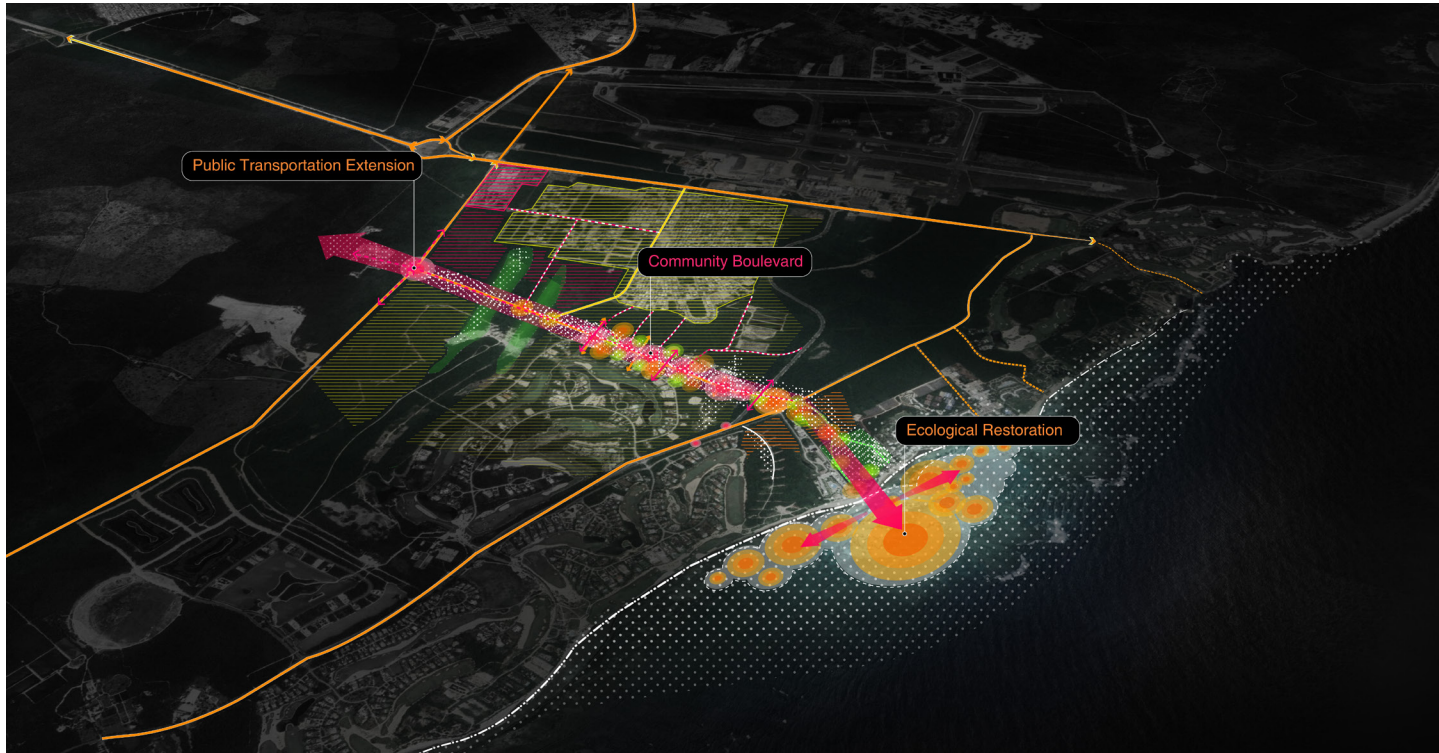 Public Transportation Extension
Community Boulevard
Ecological Restoration